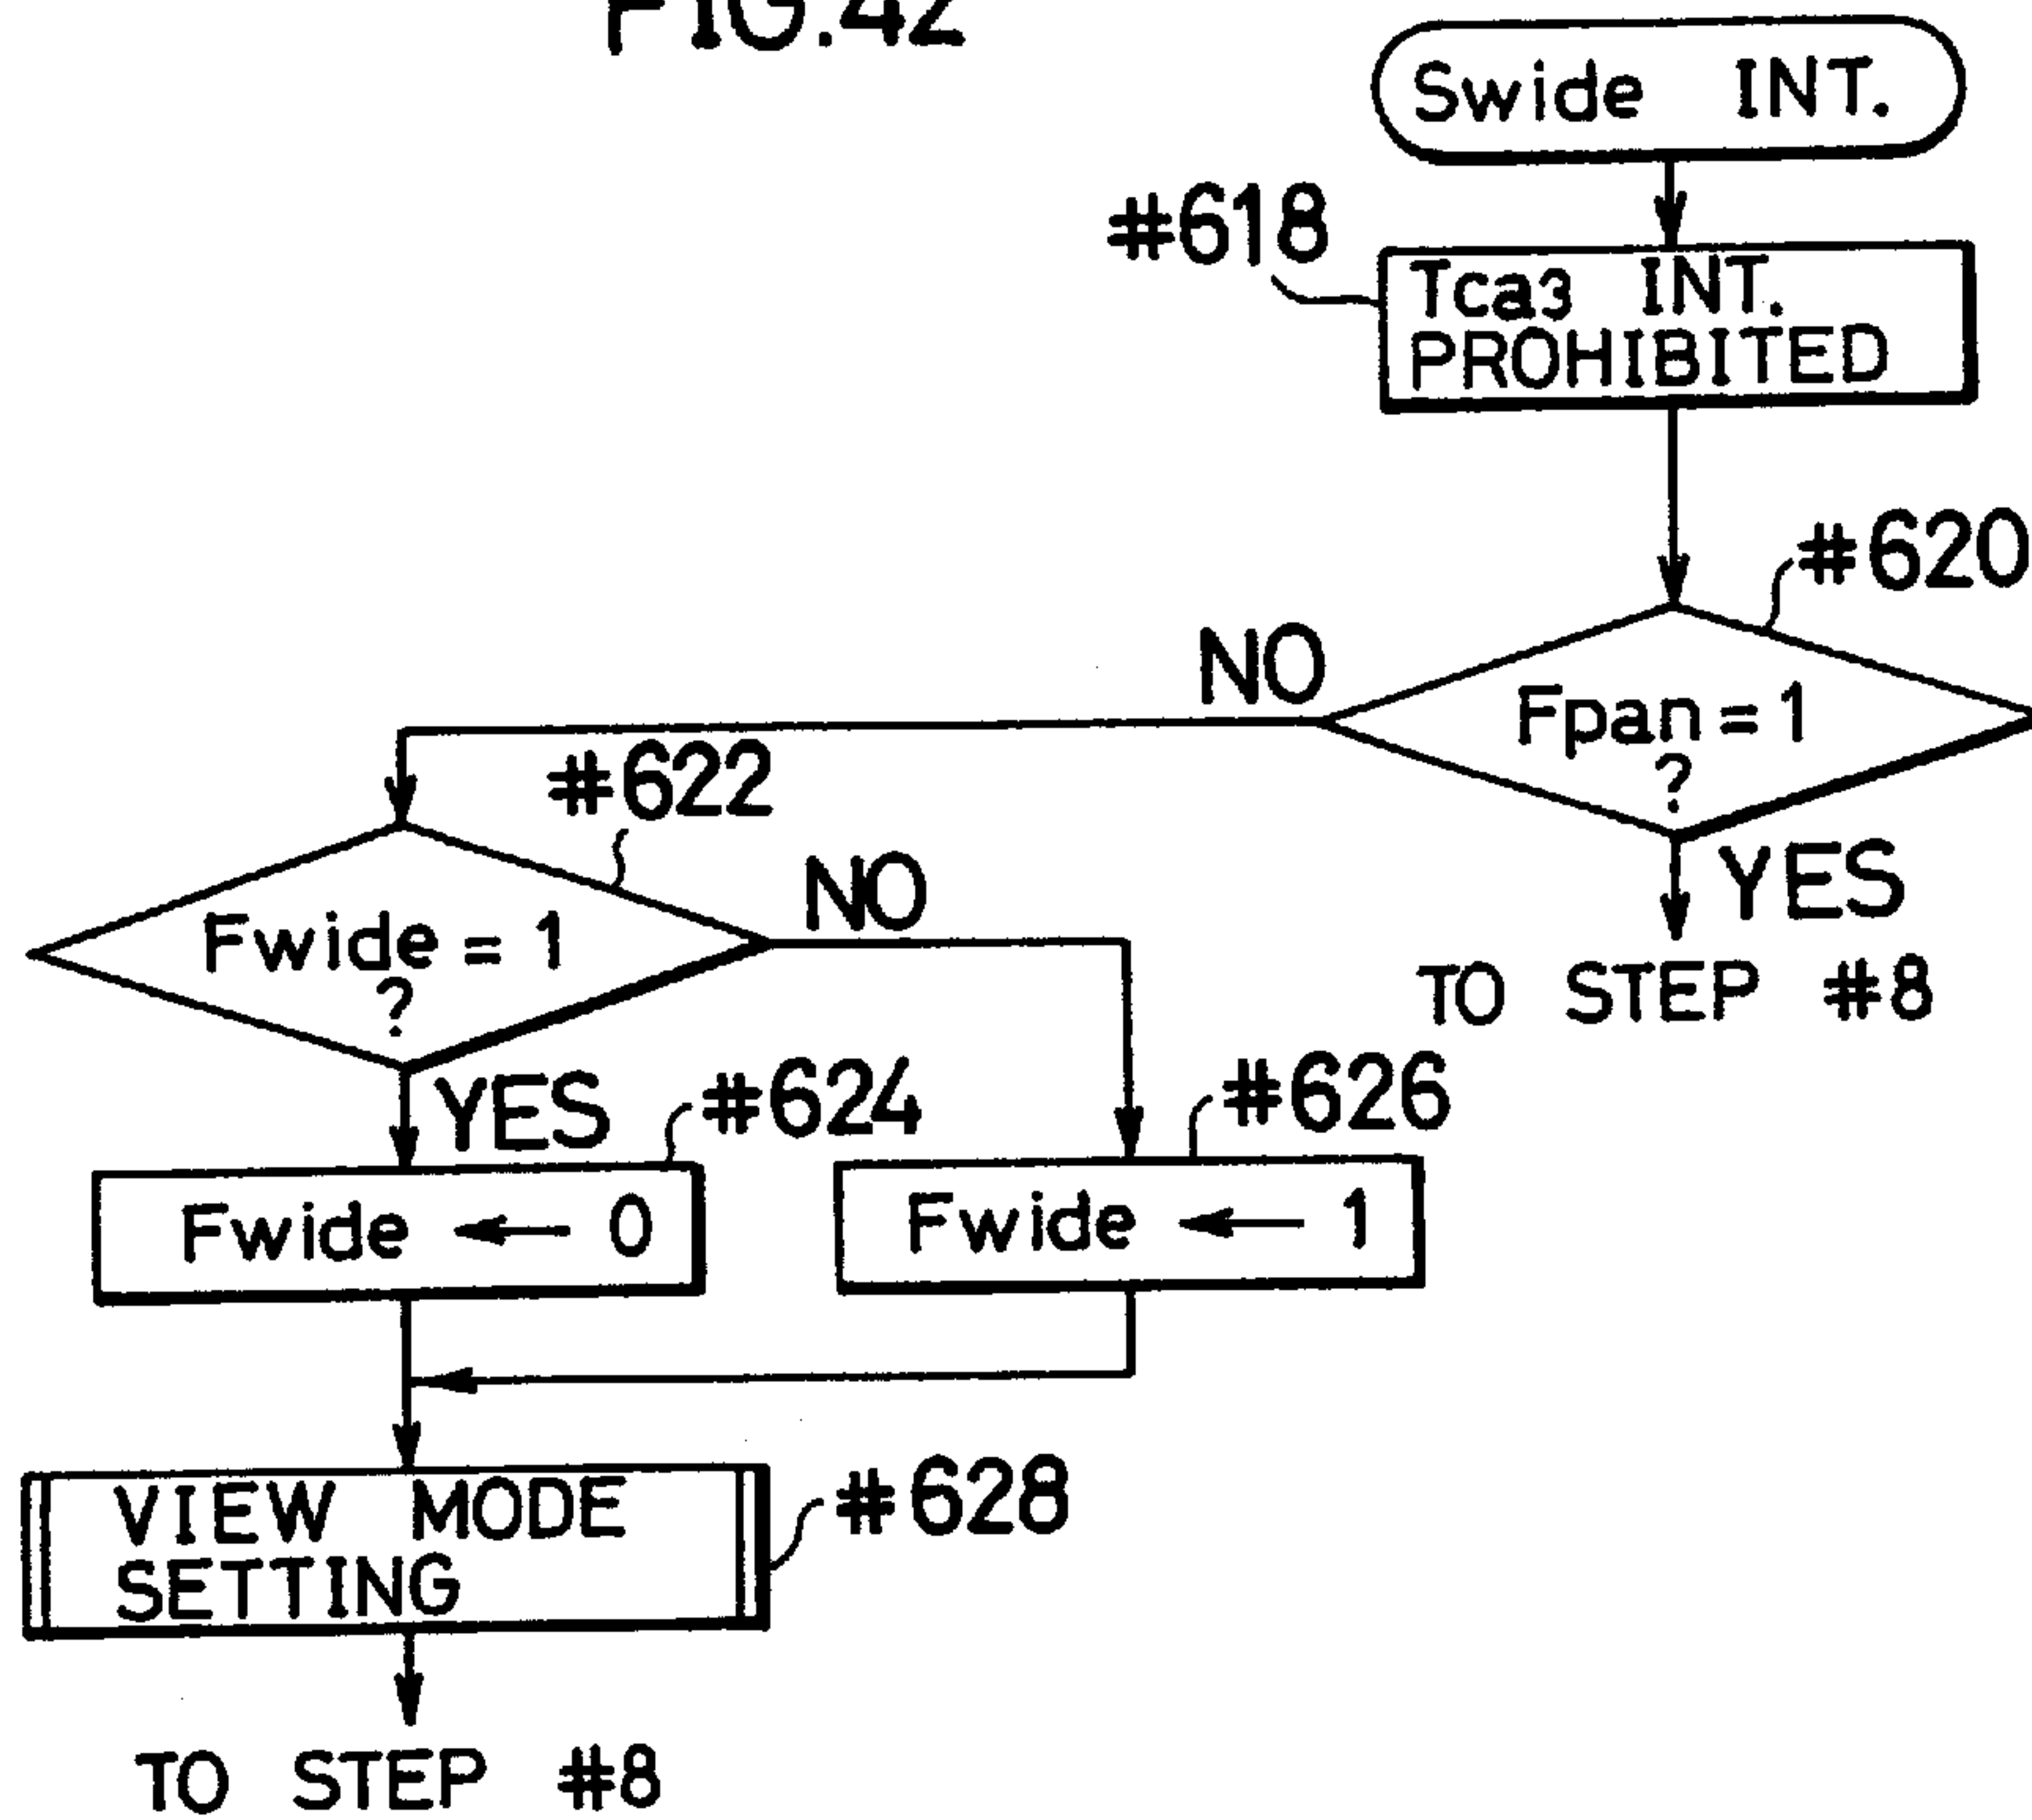 FIG.42
Swide INT.
#618
Tca3 INT.
PROHIBITED
#620
Fpan=1
?
NO
YES
TO STEP #8
#622
Fwide=1
?
NO
YES
#624
Fwide ← 0
#626
Fwide ← 1
VIEW MODE
SETTING
#628
TO STEP #8